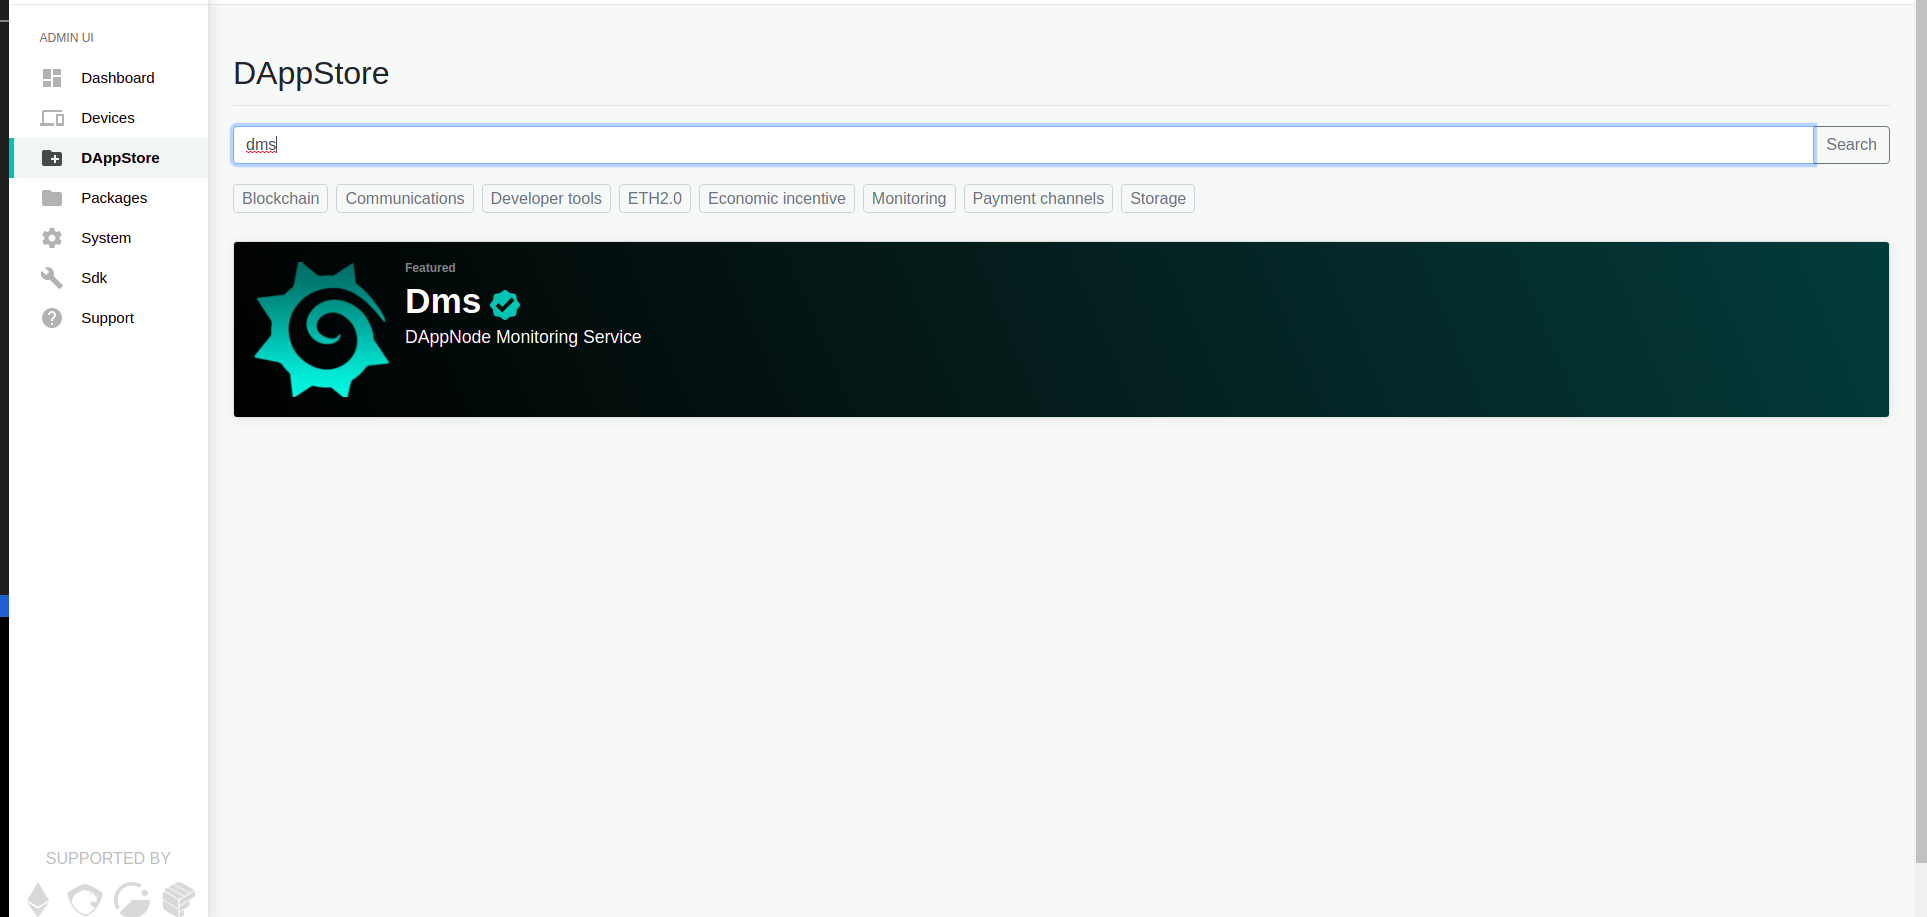 ADMIN UI
Dashboard
Devices
DAppStore
Packages
System
Sdk
Support
SUPPORTED BY
DAppStore
dms
Search
Blockchain Communications Developer tools ETH2.0 Economic incentive Monitoring Payment channels Storage
Featured
Dms
DAppNode Monitoring Service